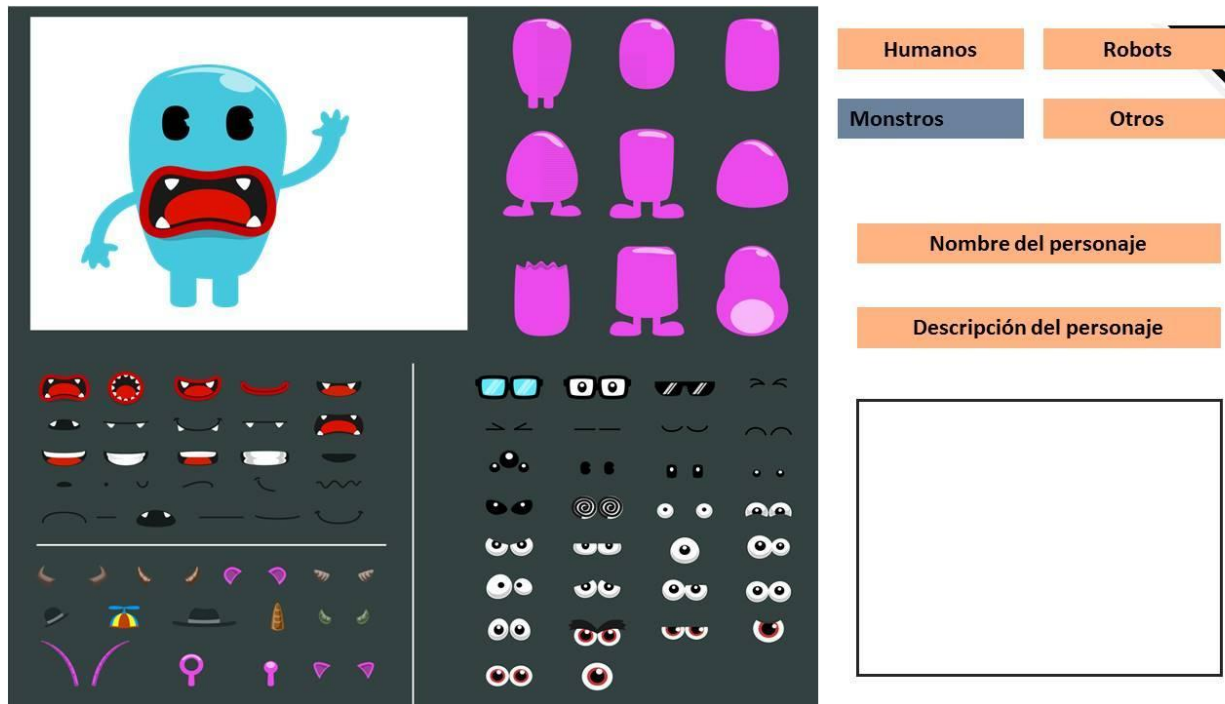 Humanos
Robots
Monstros
Otros
Nombre del personaje
Descripción del personaje